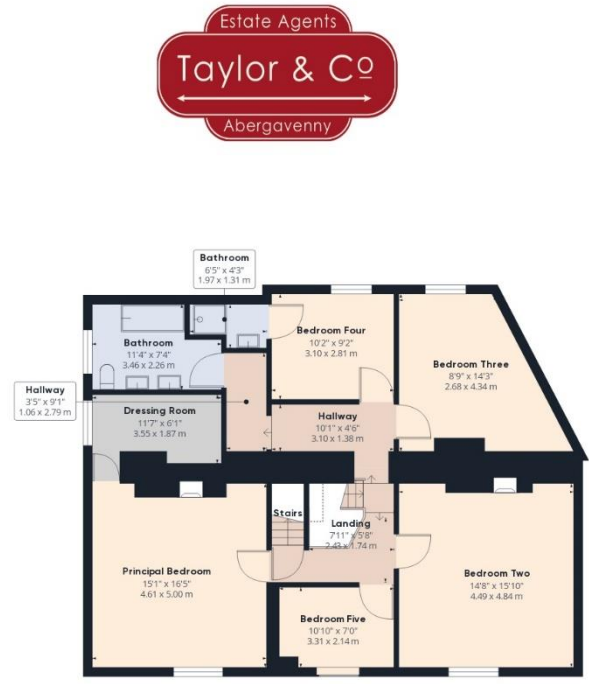 Estate Agents
Taylor & Co
Abergavenny
Bathroom
6'5" x 4'3"
1.97 x 1.31 m
Bathroom
11'4" x 7'4"
3.46 x 2.26 m
Bedroom Four
10'2" x 9'2"
3.10 x 2.81 m
Bedroom Three
8'9" x 14'3"
2.68 x 4.34 m
Hallway
3'5" x 9'1"
1.06 x 2.79 m
Dressing Room
11'7" x 6'1"
3.55 x 1.87 m
Hallway
10'1" x 4'6"
3.10 x 1.38 m
Stairs
Landing
7'11" x 5'8"
2.43 x 1.74 m
Principal Bedroom
15'1" x 16'5"
4.61 x 5.00 m
Bedroom Two
14'8" x 15'10"
4.49 x 4.84 m
Bedroom Five
10'10" x 7'0"
3.31 x 2.14 m